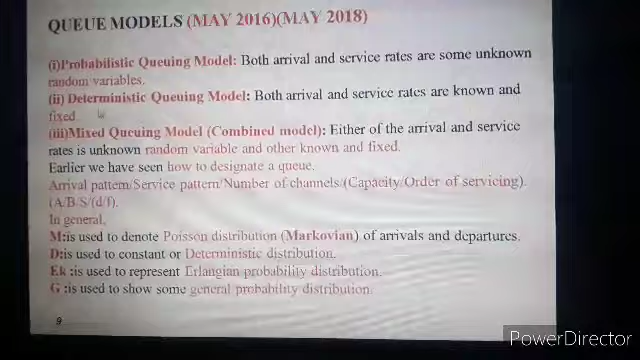 QUEUE MODELS (MAY 2016)(MAY 2018)
(i)Probabilistic Queuing Model: Both arrival and service rates are some unknown
random variables.
(ii) Deterministic Queuing Model: Both arrival and service rates are known and
fixed.
(iii)Mixed Queuing Model (Combined model): Either of the arrival and service
rates is unknown random variable and other known and fixed.
Earlier we have seen how to designate a queue.
Arrival pattern/Service pattern/Number of channels/(Capacity/Order of servicing).
(A/B/S/(d/f).
In general,
M:is used to denote Poisson distribution (Markovian) of arrivals and departures.
D:is used to constant or Deterministic distribution.
Ek :is used to represent Erlangian probability distribution.
G :is used to show some general probability distribution.
9
PowerDirector